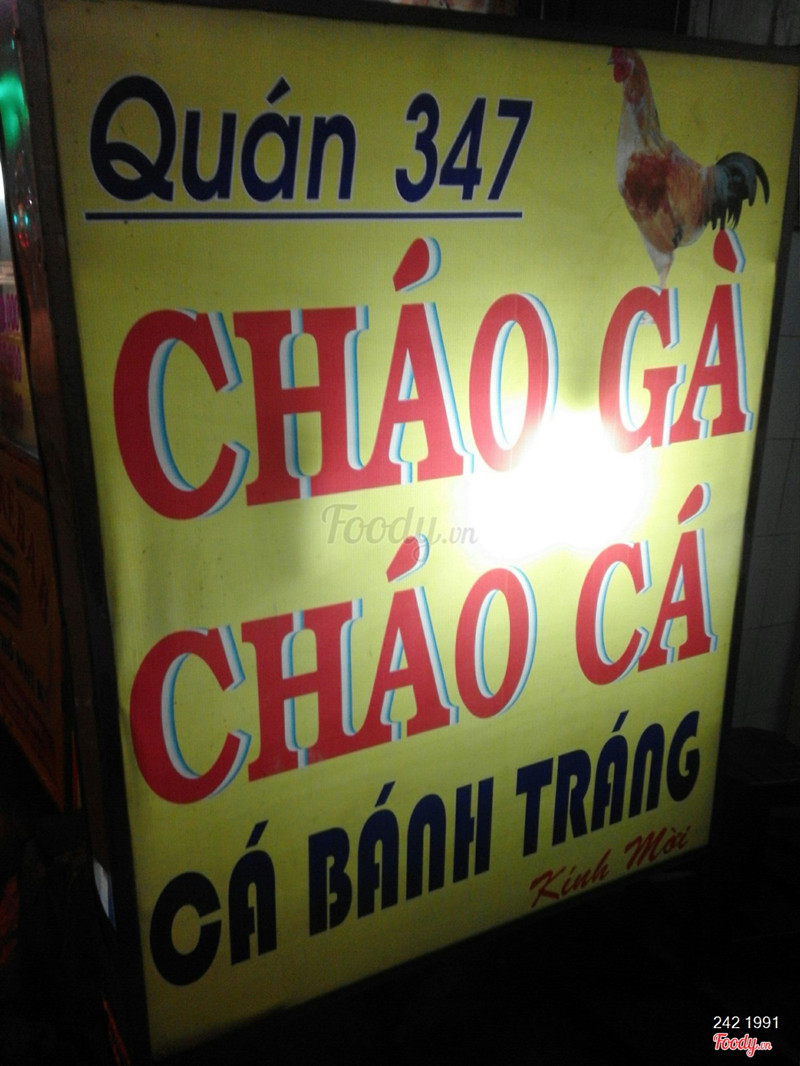 Quán 347
CHÁO GÀ
Foody.vn
CHÁO CÁ
CÁ BÁNH TRÁNG
Kính Mời
242 1991
Foody.vn